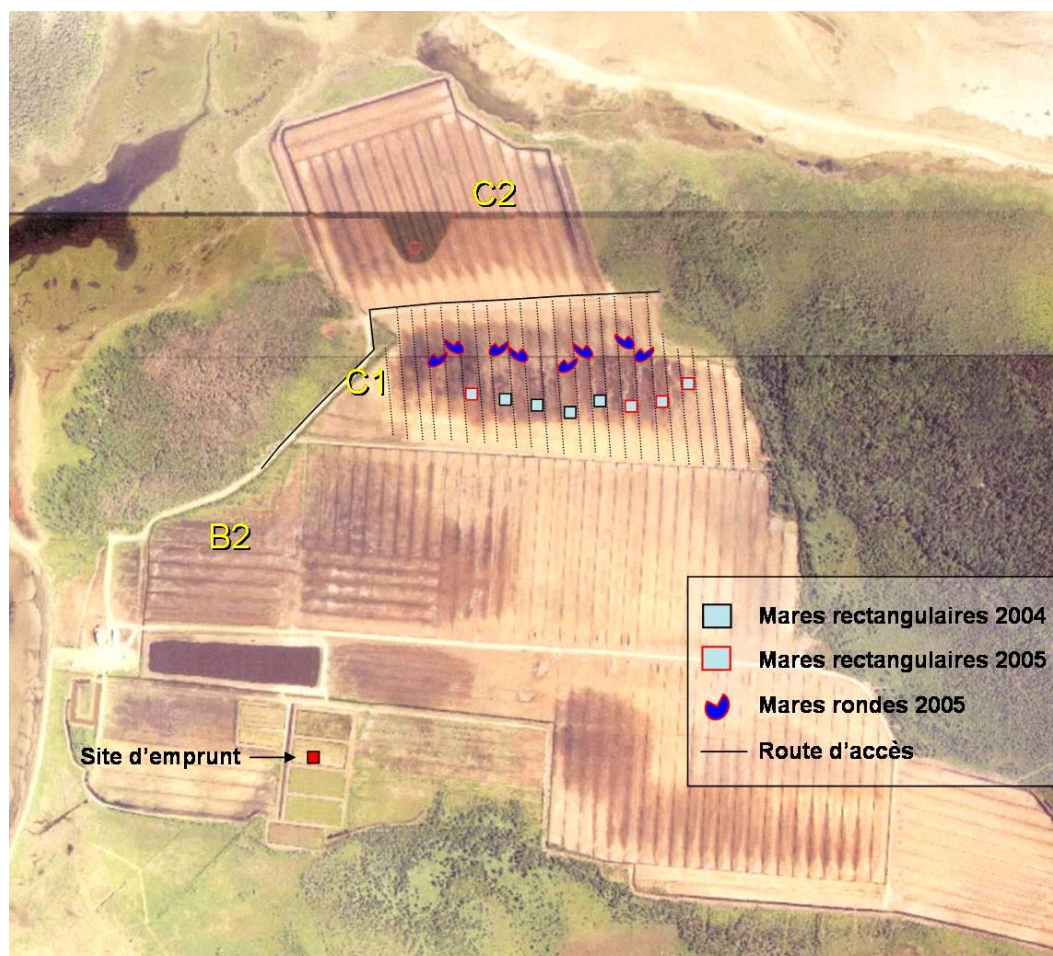 C2
C1
B2
Mares rectangulaires 2004
Mares rectangulaires 2005
Mares rondes 2005
Route d'accès
Site d'emprunt